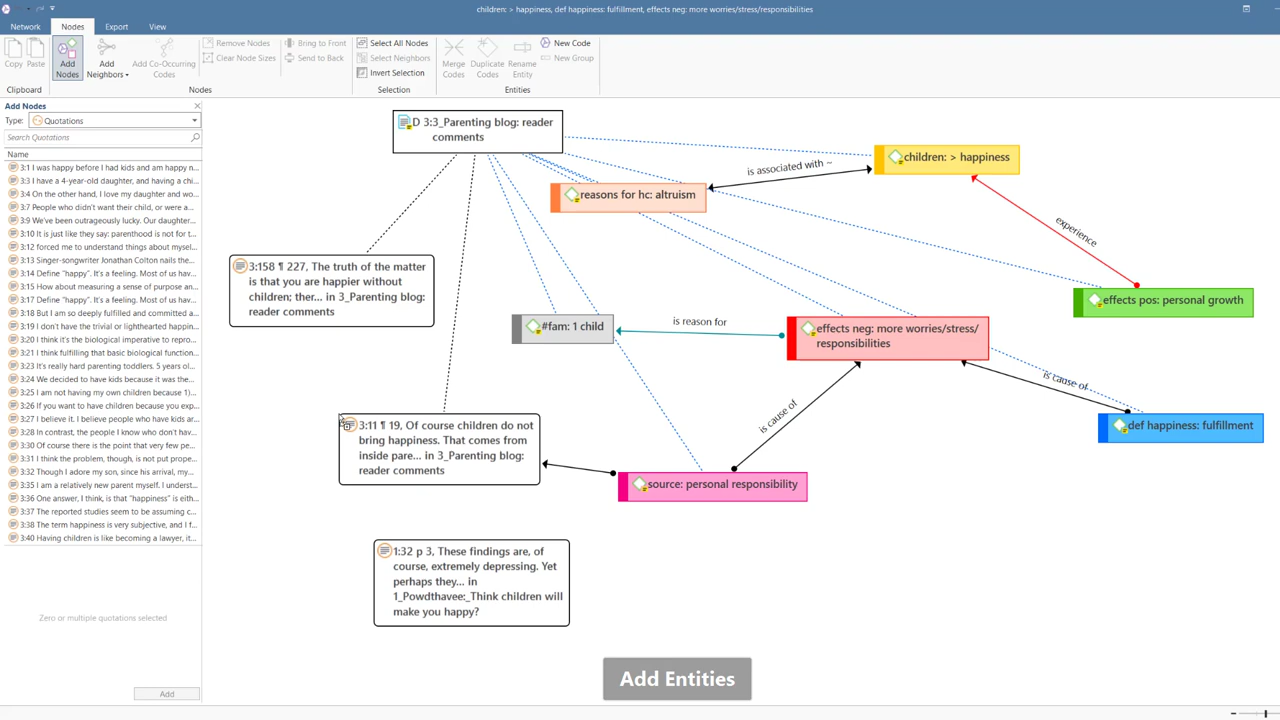 children: > happiness, def happiness: fulfillment, effects neg: more worries/stress/responsibilities
Network
Nodes
Export
View
Copy
Paste
Add
Nodes
Add
Neighbors
Add Co-Occurring
Codes
Remove Nodes
Clear Node Sizes
Bring to Front
Send to Back
Select All Nodes
Select Neighbors
Invert Selection
Merge
Codes
Duplicate
Codes
Rename
Entity
New Code
New Group
Clipboard
Nodes
Selection
Entities
Add Nodes
Type:
Quotations
Search Quotations
Name
3:1 I was happy before I had kids and am happy n...
3:3 I have a 4-year-old daughter, and having a chi...
3:4 On the other hand, I love my daughter and wo...
3:7 People who didn't want their child, or were a...
3:9 We've been outrageously lucky. Our daughter...
3:10 It is just like they say: parenthood is not for t...
3:12 forced me to understand things about mysel...
3:13 Singer-songwriter Jonathan Colton nails the...
3:14 Define "happy". It's a feeling. Most of us hav...
3:15 How about measuring a sense of purpose an...
3:17 Define "happy". It's a feeling. Most of us hav...
3:18 But I am so deeply fulfilled and committed a...
3:19 I don't have the trivial or lighthearted happin...
3:20 I think it's the biological imperative to repro...
3:21 I think fulfilling that basic biological function...
3:23 It's really hard parenting toddlers. 5 years ol...
3:24 We decided to have kids because it was the...
3:25 I am not having my own children because 1)...
3:26 If you want to have children because you exp...
3:27 I believe it. I believe people who have kids ar...
3:28 In contrast, the people I know who don't hav...
3:30 Of course there is the point that very few pe...
3:31 I think the problem, though, is not put prope...
3:32 Though I adore my son, since his arrival, my...
3:35 I am a relatively new parent myself. I underst...
3:36 One answer, I think, is that "happiness" is eith...
3:37 The reported studies seem to be assuming c...
3:38 The term happiness is very subjective, and I f...
3:40 Having children is like becoming a lawyer, it...
Zero or multiple quotations selected
Add
D 3:3_Parenting blog: reader
comments
children: > happiness
is associated with ~
reasons for hc: altruism
experience
3:158 ¶ 227, The truth of the matter
is that you are happier without
children; ther... in 3_Parenting blog:
reader comments
effects pos: personal growth
#fam: 1 child
is reason for
effects neg: more worries/stress/
responsibilities
is cause of
is cause of
def happiness: fulfillment
3:11 ¶ 19, Of course children do not
bring happiness. That comes from
inside pare... in 3_Parenting blog:
reader comments
source: personal responsibility
1:32 p 3, These findings are, of
course, extremely depressing. Yet
perhaps they... in
1_Powdthavee:_Think children will
make you happy?
Add Entities